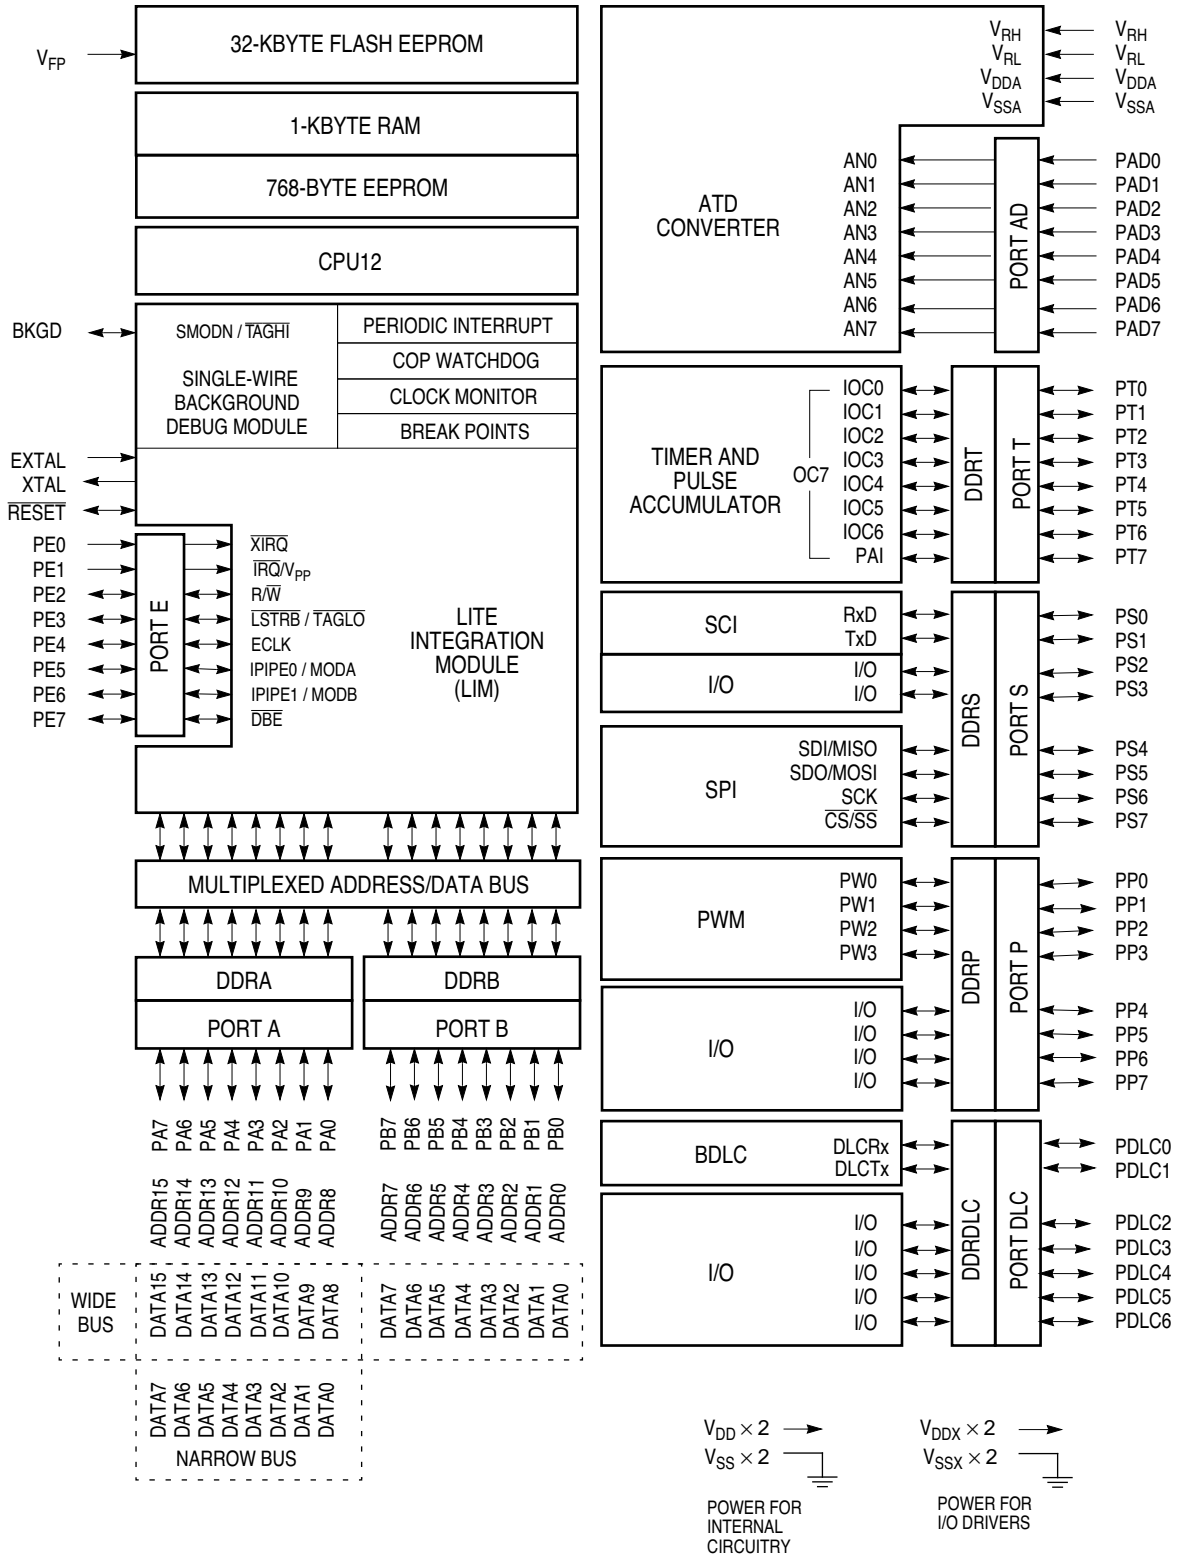 V_FP
32-KBYTE FLASH EEPROM
1-KBYTE RAM
768-BYTE EEPROM
CPU12
BKGD
SMODN / TAGHI
SINGLE-WIRE
BACKGROUND
DEBUG MODULE
PERIODIC INTERRUPT
COP WATCHDOG
CLOCK MONITOR
BREAK POINTS
EXTAL
XTAL
RESET
PE0
PE1
PE2
PE3
PE4
PE5
PE6
PE7
PORT E
XIRQ
IRQ/V_PP
R/W
LSTRB / TAGLO
ECLK
IPIPE0 / MODA
IPIPE1 / MODB
DBE
LITE
INTEGRATION
MODULE
(LIM)
MULTIPLEXED ADDRESS/DATA BUS
DDRA
PORT A
DDRB
PORT B
PA7
PA6
PA5
PA4
PA3
PA2
PA1
PA0
PB7
PB6
PB5
PB4
PB3
PB2
PB1
PB0
ADDR15
ADDR14
ADDR13
ADDR12
ADDR11
ADDR10
ADDR9
ADDR8
ADDR7
ADDR6
ADDR5
ADDR4
ADDR3
ADDR2
ADDR1
ADDR0
WIDE
BUS
DATA15
DATA14
DATA13
DATA12
DATA11
DATA10
DATA9
DATA8
DATA7
DATA6
DATA5
DATA4
DATA3
DATA2
DATA1
DATA0
DATA7
DATA6
DATA5
DATA4
DATA3
DATA2
DATA1
DATA0
NARROW BUS
ATD
CONVERTER
V_RH
V_RL
V_DDA
V_SSA
V_RH
V_RL
V_DDA
V_SSA
AN0
AN1
AN2
AN3
AN4
AN5
AN6
AN7
PORT AD
PAD0
PAD1
PAD2
PAD3
PAD4
PAD5
PAD6
PAD7
TIMER AND
PULSE
ACCUMULATOR
OC7
IOC0
IOC1
IOC2
IOC3
IOC4
IOC5
IOC6
PAI
DDRT
PORT T
PT0
PT1
PT2
PT3
PT4
PT5
PT6
PT7
SCI
RxD
TxD
I/O
I/O
I/O
SPI
SDI/MISO
SDO/MOSI
SCK
CS/SS
DDRS
PORT S
PS0
PS1
PS2
PS3
PS4
PS5
PS6
PS7
PWM
PW0
PW1
PW2
PW3
I/O
I/O
I/O
I/O
I/O
DDRP
PORT P
PP0
PP1
PP2
PP3
PP4
PP5
PP6
PP7
BDLC
DLCRx
DLCTx
I/O
I/O
I/O
I/O
I/O
I/O
DDRDLC
PORT DLC
PDLC0
PDLC1
PDLC2
PDLC3
PDLC4
PDLC5
PDLC6
V_DD × 2
V_SS × 2
POWER FOR
INTERNAL
CIRCUITRY
V_DDX × 2
V_SSX × 2
POWER FOR
I/O DRIVERS